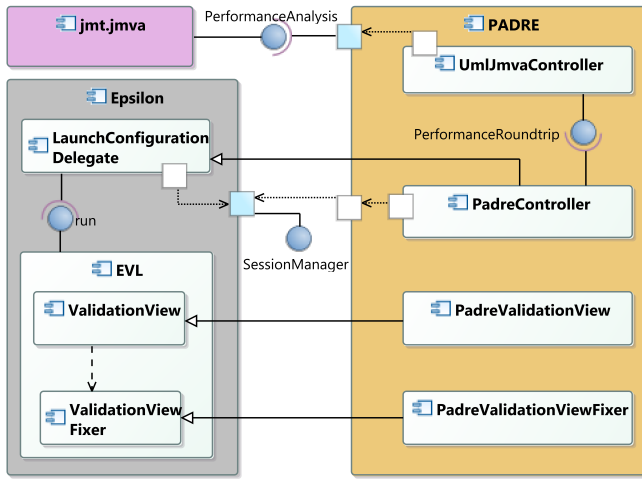 PerformanceAnalysis
jmt.jmva
PADRE
UmlJmvaController
Epsilon
LaunchConfiguration
Delegate
PerformanceRoundtrip
PadreController
run
SessionManager
EVL
ValidationView
PadreValidationView
ValidationView
Fixer
PadreValidationViewFixer